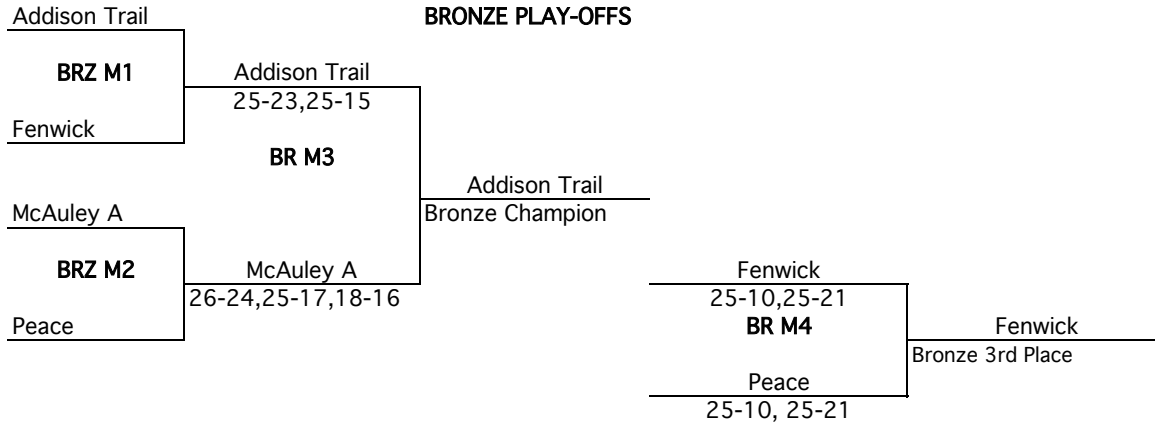 Addison Trail
BRONZE PLAY-OFFS
BRZ M1
Addison Trail
25-23,25-15
Fenwick
BR M3
Addison Trail
Bronze Champion
McAuley A
BRZ M2
McAuley A
26-24,25-17,18-16
Peace
Fenwick
25-10,25-21
BR M4
Fenwick
Bronze 3rd Place
Peace
25-10, 25-21